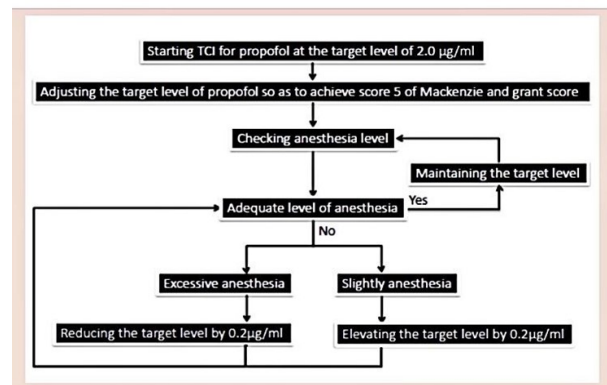 Starting TCI for propofol at the target level of 2.0 µg/ml
Adjusting the target level of propofol so as to achieve score 5 of Mackenzie and grant score
Checking anesthesia level
Maintaining the target level
Adequate level of anesthesia
Yes
No
Excessive anesthesia
Slightly anesthesia
Reducing the target level by 0.2µg/ml
Elevating the target level by 0.2µg/ml